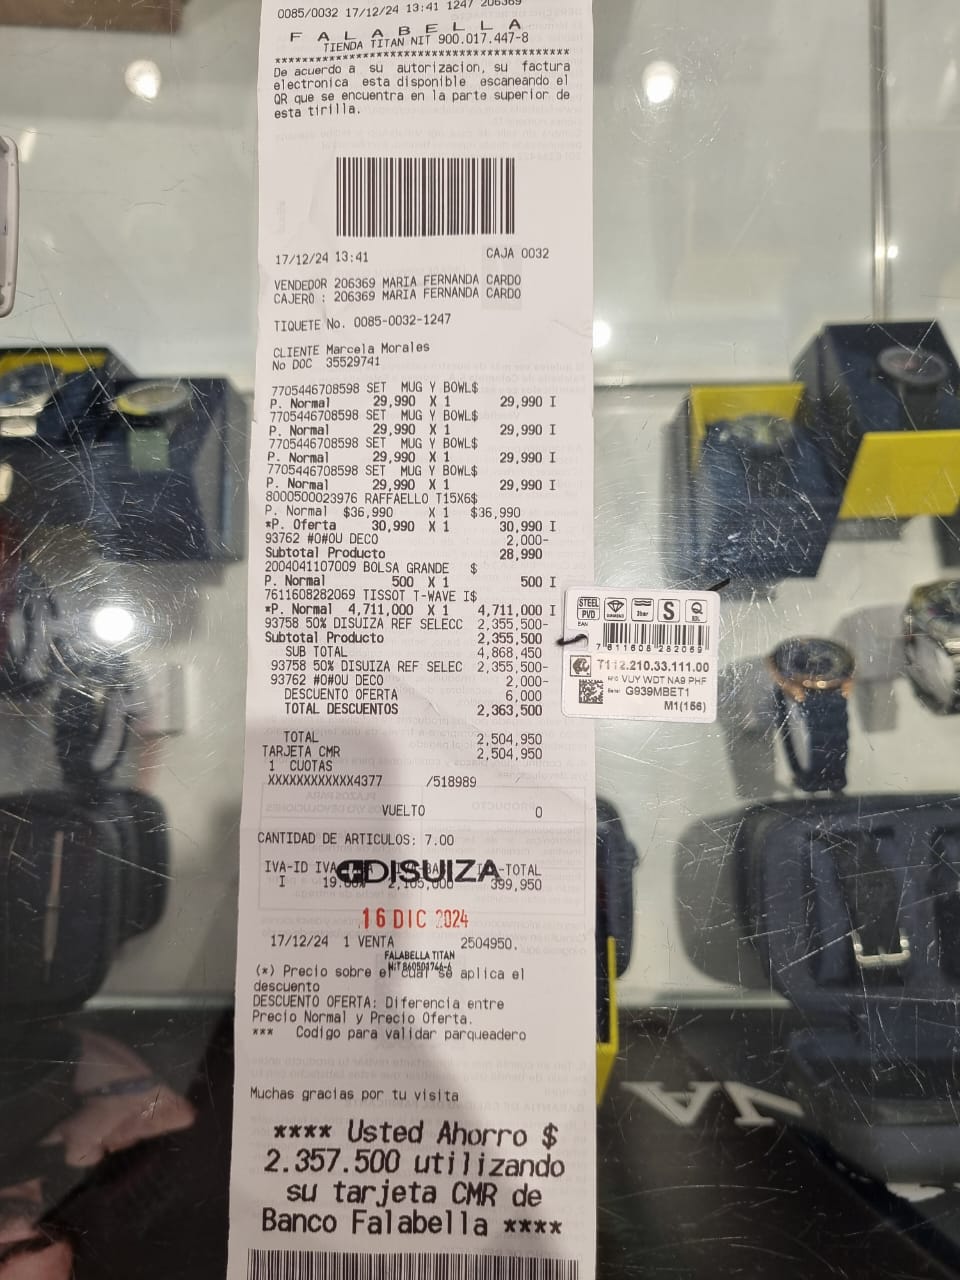 0085/0032 17/12/24 13:41 1247 206369
F A L A B E L L A
TIENDA TITAN NIT 900.017.447-8
******************************************
De acuerdo a su autorizacion, su factura
electronica esta disponible escaneando el
QR que se encuentra en la parte superior de
esta tirilla.
17/12/24 13:41 CAJA 0032
VENDEDOR 206369 MARIA FERNANDA CARDO
CAJERO : 206369 MARIA FERNANDA CARDO
TIQUETE No. 0085-0032-1247
CLIENTE Marcela Morales
No DOC 35529741
7705446708598 SET MUG Y BOWL$
P. Normal 29,990 X 1 29,990 I
7705446708598 SET MUG Y BOWL$
P. Normal 29,990 X 1 29,990 I
7705446708598 SET MUG Y BOWL$
P. Normal 29,990 X 1 29,990 I
7705446708598 SET MUG Y BOWL$
P. Normal 29,990 X 1 29,990 I
8000500023976 RAFFAELLO T15X6$
P. Normal $36,990 X 1 $36,990
*P. Oferta 30,990 X 1 30,990 I
93762 #O#OU DECO 2,000-
Subtotal Producto 28,990
2004041107009 BOLSA GRANDE $
P. Normal 500 X 1 500 I
7611608282069 TISSOT T-WAVE I$
*P. Normal 4,711,000 X 1 4,711,000 I
93758 50% DISUIZA REF SELECC 2,355,500-
Subtotal Producto 2,355,500
SUB TOTAL 4,868,450
93758 50% DISUIZA REF SELEC 2,355,500-
93762 #O#OU DECO 2,000-
DESCUENTO OFERTA 6,000
TOTAL DESCUENTOS 2,363,500
TOTAL 2,504,950
TARJETA CMR 2,504,950
1 CUOTAS
XXXXXXXXXXXX4377 /518989
VUELTO 0
CANTIDAD DE ARTICULOS: 7.00
IVA-ID IVA -TOTAL
DISUIZA
I 19.00% 2,105,000 399,950
16 DIC 2024
17/12/24 1 VENTA 2504950.
FALABELLA TITAN
(*) Precio sobre el cual se aplica el
descuento
DESCUENTO OFERTA: Diferencia entre
Precio Normal y Precio Oferta.
*** Codigo para validar parqueadero
Muchas gracias por tu visita
**** Usted Ahorro $
2.357.500 utilizando
su tarjeta CMR de
Banco Falabella ****
STEEL
PVD
S
EAN
7 611608 282069
T112.210.33.111.00
VUY WDT NA9 PHF
G939MBET1
M1(156)